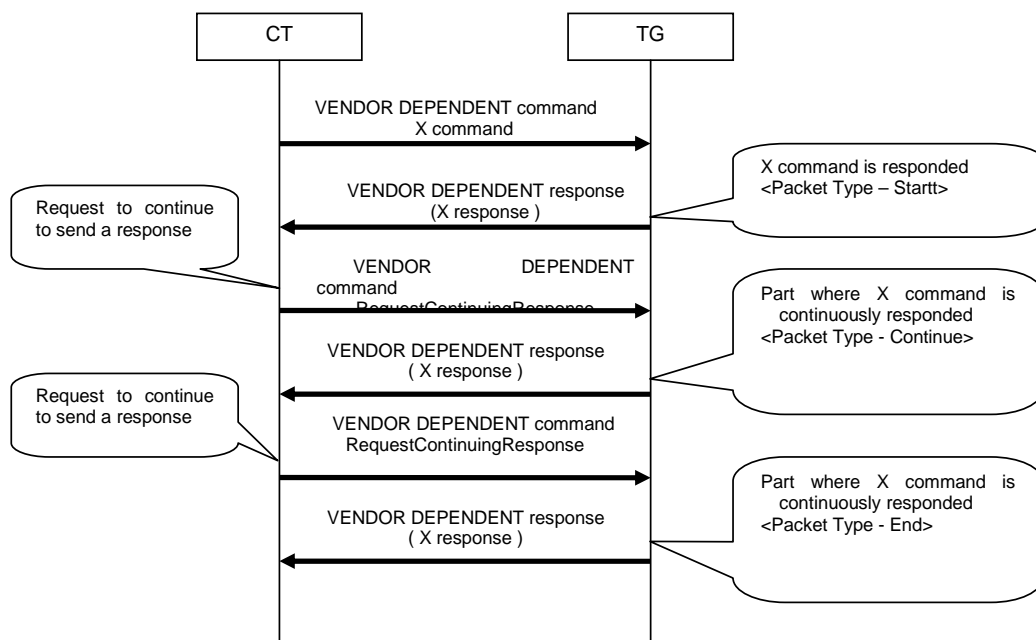 CT
TG
VENDOR DEPENDENT command
X command
X command is responded
<Packet Type – Startt>
VENDOR DEPENDENT response
(X response )
Request to continue
to send a response
VENDOR DEPENDENT
command
RequestContinuingResponse
Part where X command is
continuously responded
<Packet Type - Continue>
VENDOR DEPENDENT response
( X response )
Request to continue
to send a response
VENDOR DEPENDENT command
RequestContinuingResponse
Part where X command is
continuously responded
<Packet Type - End>
VENDOR DEPENDENT response
( X response )